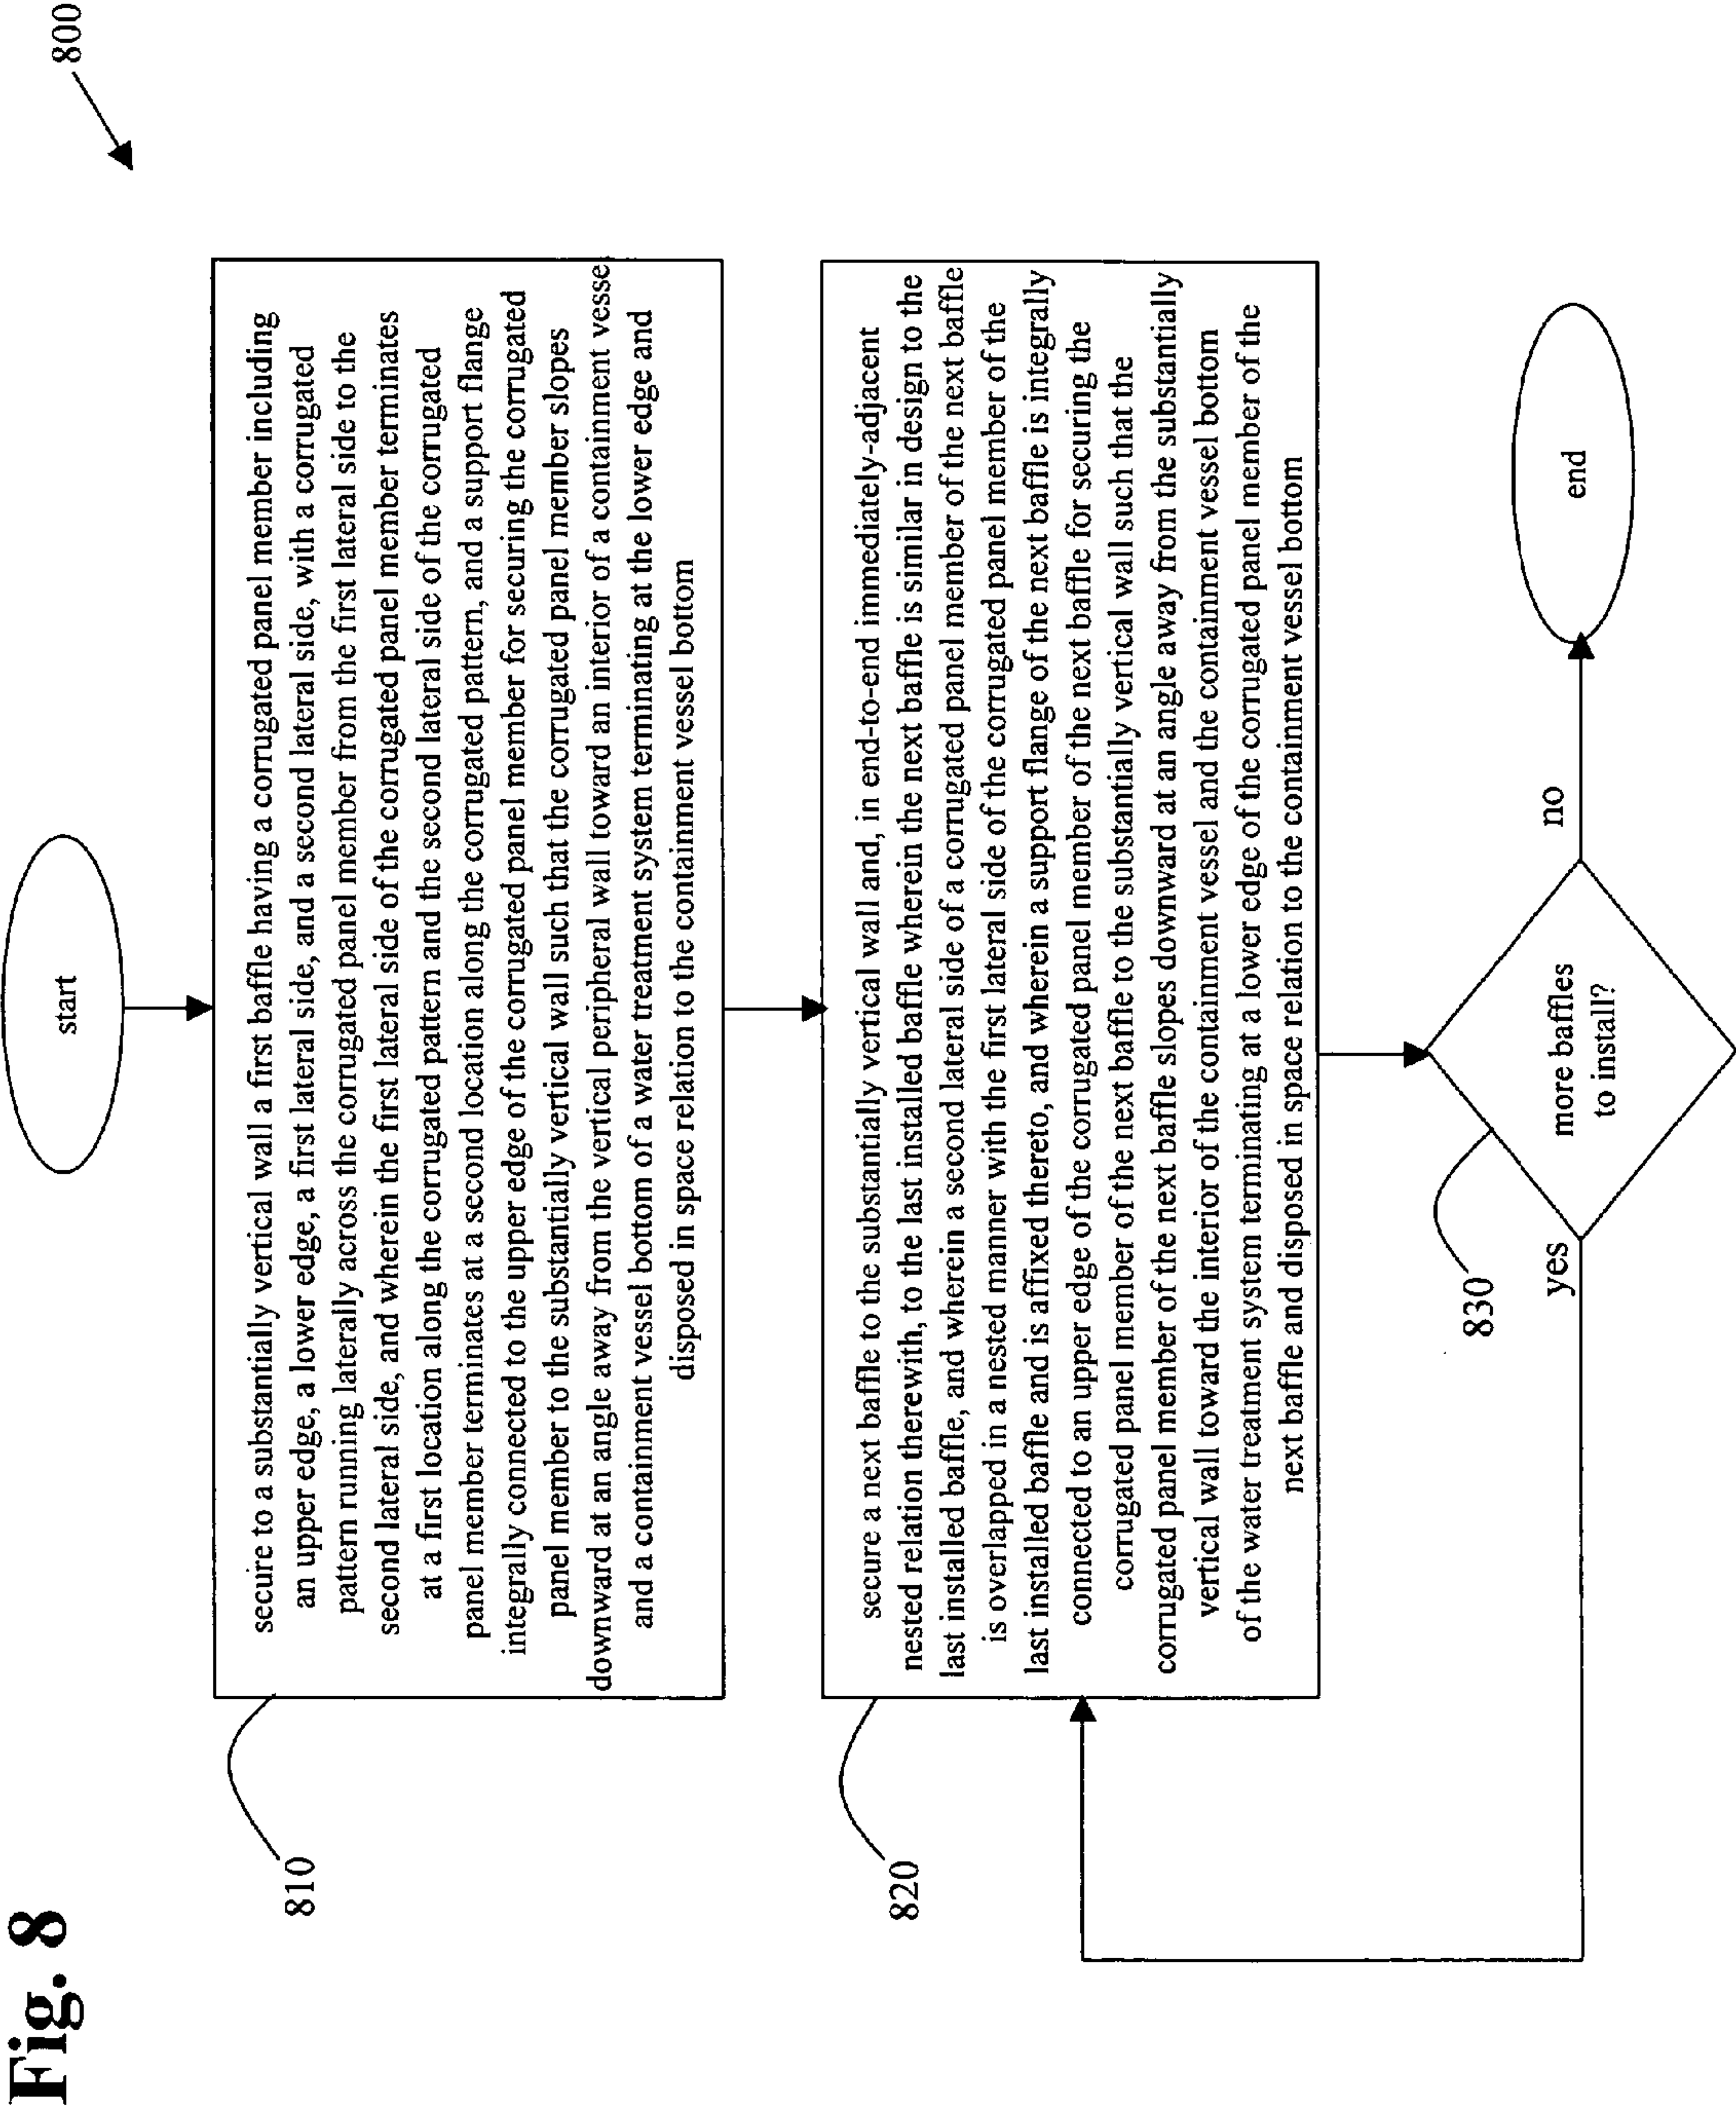 Fig. 8
800
start
810
secure to a substantially vertical wall a first baffle having a corrugated panel member including
an upper edge, a lower edge, a first lateral side, and a second lateral side, with a corrugated
pattern running laterally across the corrugated panel member from the first lateral side to the
second lateral side, and wherein the first lateral side of the corrugated panel member terminates
at a first location along the corrugated pattern and the second lateral side of the corrugated
panel member terminates at a second location along the corrugated pattern, and a support flange
integrally connected to the upper edge of the corrugated panel member for securing the corrugated
panel member to the substantially vertical wall such that the corrugated panel member slopes
downward at an angle away from the vertical peripheral wall toward an interior of a containment vesse
and a containment vessel bottom of a water treatment system terminating at the lower edge and
disposed in space relation to the containment vessel bottom
820
secure a next baffle to the substantially vertical wall and, in end-to-end immediately-adjacent
nested relation therewith, to the last installed baffle wherein the next baffle is similar in design to the
last installed baffle, and wherein a second lateral side of a corrugated panel member of the next baffle
is overlapped in a nested manner with the first lateral side of the corrugated panel member of the
last installed baffle and is affixed thereto, and wherein a support flange of the next baffle is integrally
connected to an upper edge of the corrugated panel member of the next baffle for securing the
corrugated panel member of the next baffle to the substantially vertical wall such that the
corrugated panel member of the next baffle slopes downward at an angle away from the substantially
vertical wall toward the interior of the containment vessel and the containment vessel bottom
of the water treatment system terminating at a lower edge of the corrugated panel member of the
next baffle and disposed in space relation to the containment vessel bottom
830
more baffles
to install?
yes
no
end